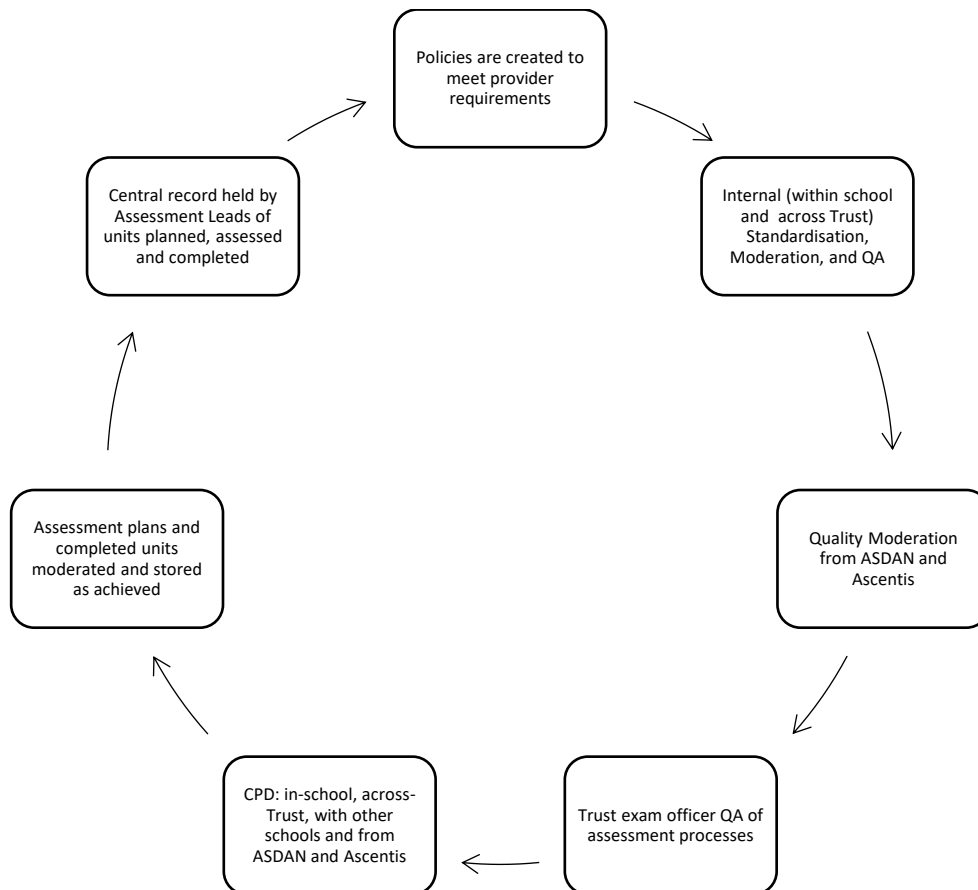 Policies are created to
meet provider
requirements
Internal (within school
and across Trust)
Standardisation,
Moderation, and QA
Quality Moderation
from ASDAN and
Ascentis
Trust exam officer QA of
assessment processes
CPD: in-school, across-
Trust, with other
schools and from
ASDAN and Ascentis
Assessment plans and
completed units
moderated and stored
as achieved
Central record held by
Assessment Leads of
units planned, assessed
and completed